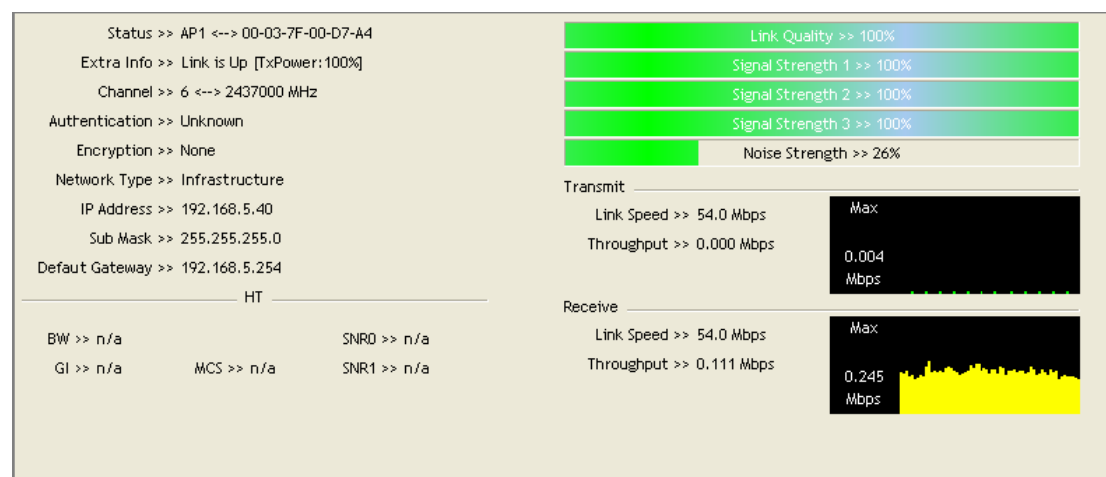 Status >> AP1 <--> 00-03-7F-00-D7-A4
Extra Info >> Link is Up [TxPower:100%]
Channel >> 6 <--> 2437000 MHz
Authentication >> Unknown
Encryption >> None
Network Type >> Infrastructure
IP Address >> 192.168.5.40
Sub Mask >> 255.255.255.0
Defaut Gateway >> 192.168.5.254
HT
BW >> n/a
SNR0 >> n/a
GI >> n/a
MCS >> n/a
SNR1 >> n/a
Link Quality >> 100%
Signal Strength 1 >> 100%
Signal Strength 2 >> 100%
Signal Strength 3 >> 100%
Noise Strength >> 26%
Transmit
Link Speed >> 54.0 Mbps
Throughput >> 0.000 Mbps
Max
0.004
Mbps
Receive
Link Speed >> 54.0 Mbps
Throughput >> 0.111 Mbps
Max
0.245
Mbps